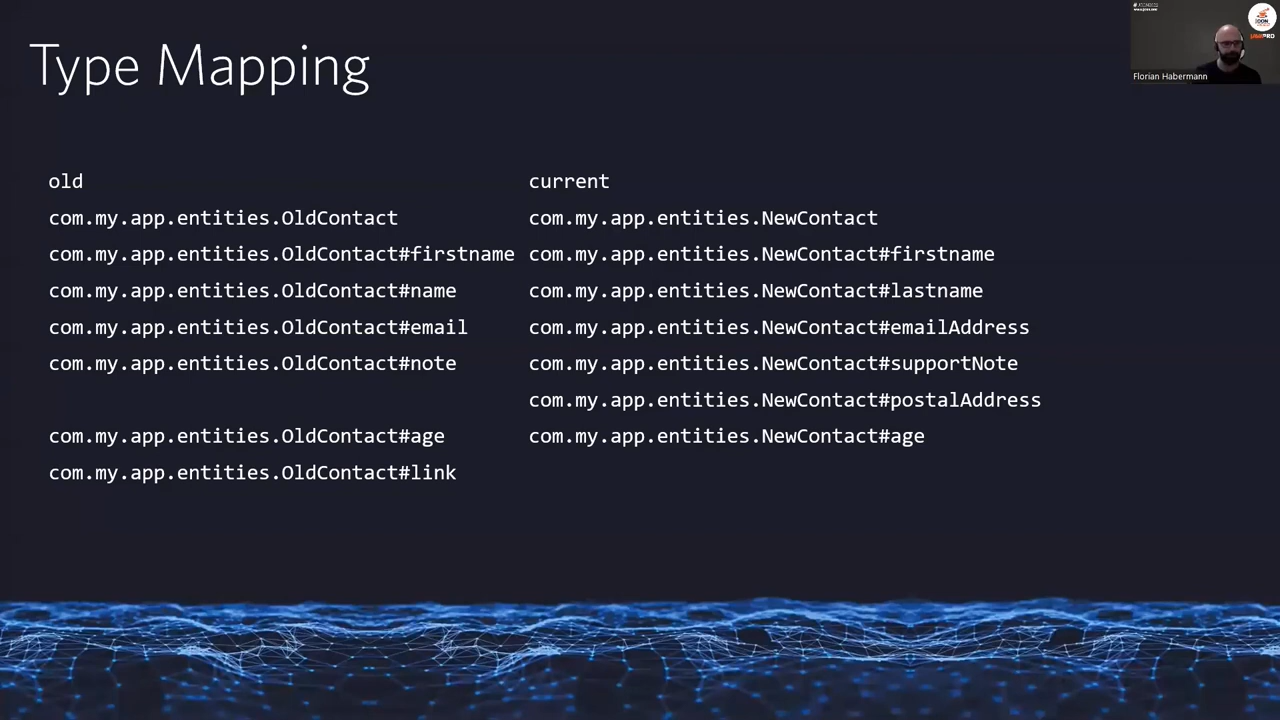 Type Mapping
old current
com.my.app.entities.OldContact com.my.app.entities.NewContact
com.my.app.entities.OldContact#firstname com.my.app.entities.NewContact#firstname
com.my.app.entities.OldContact#name com.my.app.entities.NewContact#lastname
com.my.app.entities.OldContact#email com.my.app.entities.NewContact#emailAddress
com.my.app.entities.OldContact#note com.my.app.entities.NewContact#supportNote
com.my.app.entities.NewContact#postalAddress
com.my.app.entities.OldContact#age com.my.app.entities.NewContact#age
com.my.app.entities.OldContact#link
JCON
JAVAPRO
Florian Habermann